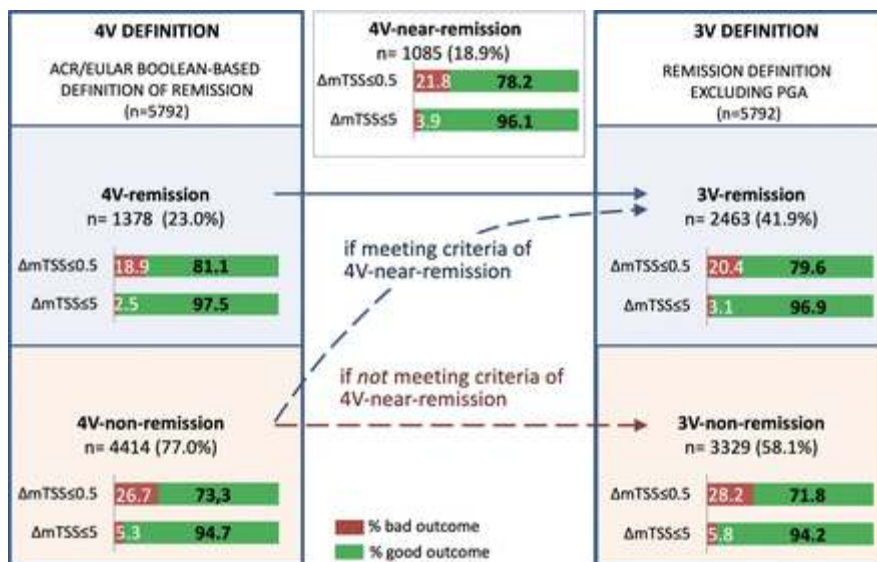 4V DEFINITION
ACR/EULAR BOOLEAN-BASED
DEFINITION OF REMISSION
(n=5792)
4V-near-remission
n= 1085 (18.9%)
ΔmTSS≤0.5 21.8 78.2
ΔmTSS≤5 3.9 96.1
3V DEFINITION
REMISSION DEFINITION
EXCLUDING PGA
(n=5792)
4V-remission
n= 1378 (23.0%)
ΔmTSS≤0.5 18.9 81.1
ΔmTSS≤5 2.5 97.5
if meeting criteria of
4V-near-remission
3V-remission
n= 2463 (41.9%)
ΔmTSS≤0.5 20.4 79.6
ΔmTSS≤5 3.1 96.9
if not meeting criteria of
4V-near-remission
4V-non-remission
n= 4414 (77.0%)
ΔmTSS≤0.5 26.7 73,3
ΔmTSS≤5 5.3 94.7
3V-non-remission
n= 3329 (58.1%)
ΔmTSS≤0.5 28.2 71.8
ΔmTSS≤5 5.8 94.2
% bad outcome
% good outcome